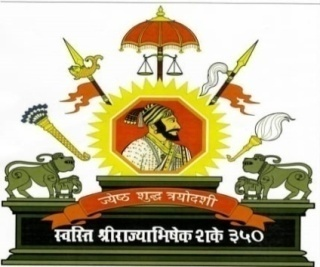 ज्येष्ठ शुद्ध त्रयोदशी
स्वस्ति श्रीराज्याभिषेक शके ३५०